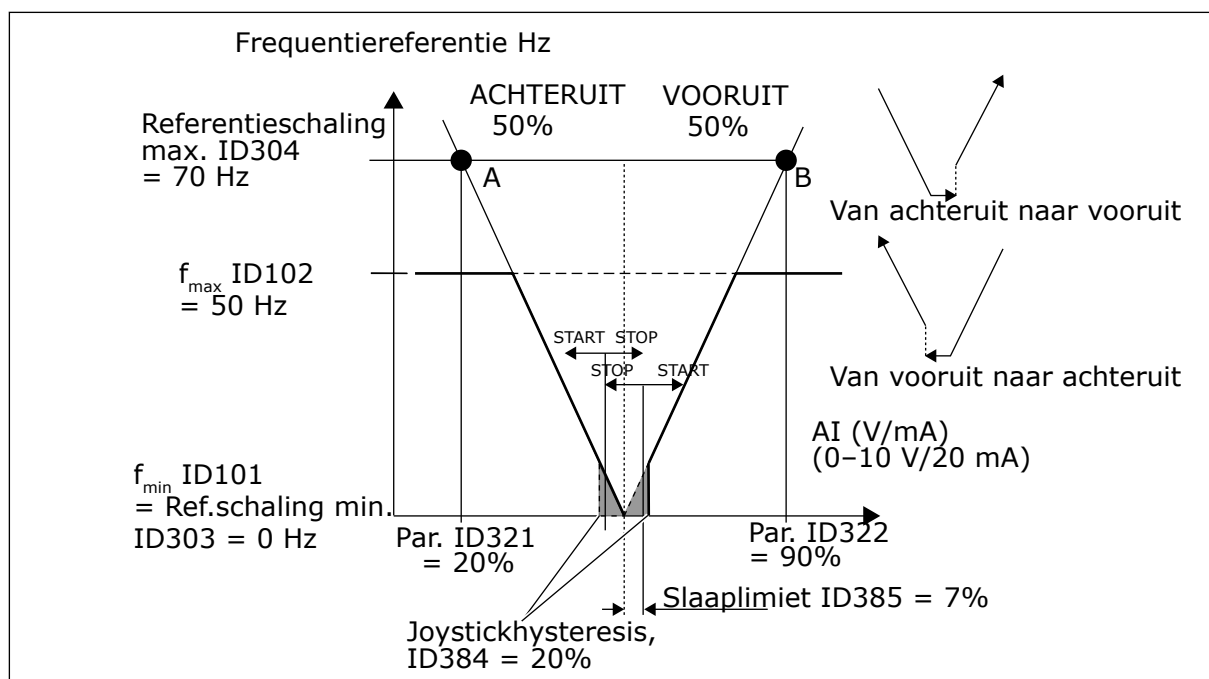 Frequentiereferentie Hz
ACHTERUIT
50%
VOORUIT
50%
Referentieschaling
max. ID304
= 70 Hz
A
B
Van achteruit naar vooruit
fmax ID102
= 50 Hz
START STOP
STOP START
Van vooruit naar achteruit
AI (V/mA)
(0–10 V/20 mA)
fmin ID101
= Ref.schaling min.
ID303 = 0 Hz
Par. ID321
= 20%
Par. ID322
= 90%
Slaaplimiet ID385 = 7%
Joystickhysteresis,
ID384 = 20%